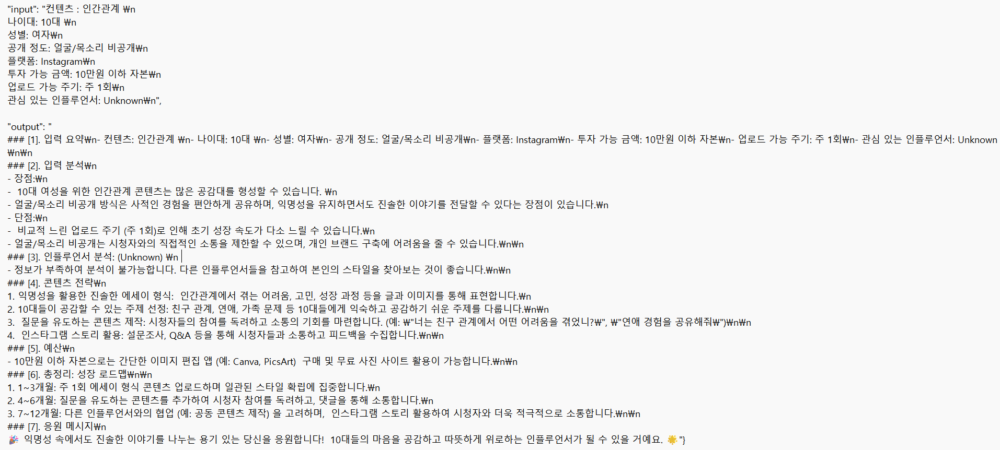 "input": "컨텐츠 : 인간관계 ₩n
나이대: 10대 ₩n
성별: 여자₩n
공개 정도: 얼굴/목소리 비공개₩n
플랫폼: Instagram₩n
투자 가능 금액: 10만원 이하 자본₩n
업로드 가능 주기: 주 1회₩n
관심 있는 인플루언서: Unknown₩n",
"output": "
### [1]. 입력 요약₩n- 컨텐츠: 인간관계 ₩n- 나이대: 10대 ₩n- 성별: 여자₩n- 공개 정도: 얼굴/목소리 비공개₩n- 플랫폼: Instagram₩n- 투자 가능 금액: 10만원 이하 자본₩n- 업로드 가능 주기: 주 1회₩n- 관심 있는 인플루언서: Unknown
₩n₩n
### [2]. 입력 분석₩n
- 장점:₩n
-  10대 여성을 위한 인간관계 콘텐츠는 많은 공감대를 형성할 수 있습니다. ₩n
- 얼굴/목소리 비공개 방식은 사적인 경험을 편안하게 공유하며, 익명성을 유지하면서도 진솔한 이야기를 전달할 수 있다는 장점이 있습니다.₩n
- 단점:₩n
-  비교적 느린 업로드 주기 (주 1회)로 인해 초기 성장 속도가 다소 느릴 수 있습니다.₩n
- 얼굴/목소리 비공개는 시청자와의 직접적인 소통을 제한할 수 있으며, 개인 브랜드 구축에 어려움을 줄 수 있습니다.₩n₩n
### [3]. 인플루언서 분석: (Unknown) ₩n
- 정보가 부족하여 분석이 불가능합니다. 다른 인플루언서들을 참고하여 본인의 스타일을 찾아보는 것이 좋습니다.₩n₩n
### [4]. 콘텐츠 전략₩n
1. 익명성을 활용한 진솔한 에세이 형식:  인간관계에서 겪는 어려움, 고민, 성장 과정 등을 글과 이미지를 통해 표현합니다.₩n
2. 10대들이 공감할 수 있는 주제 선정: 친구 관계, 연애, 가족 문제 등 10대들에게 익숙하고 공감하기 쉬운 주제를 다룹니다.₩n₩n
3.  질문을 유도하는 콘텐츠 제작: 시청자들의 참여를 독려하고 소통의 기회를 마련합니다. (예: ₩"너는 친구 관계에서 어떤 어려움을 겪었니?₩", ₩"연애 경험을 공유해줘₩")₩n₩n
4.  인스타그램 스토리 활용: 설문조사, Q&A 등을 통해 시청자들과 소통하고 피드백을 수집합니다.₩n₩n
### [5]. 예산₩n
- 10만원 이하 자본으로는 간단한 이미지 편집 앱 (예: Canva, PicsArt)  구매 및 무료 사진 사이트 활용이 가능합니다.₩n₩n
### [6]. 총정리: 성장 로드맵₩n₩n
1. 1~3개월: 주 1회 에세이 형식 콘텐츠 업로드하며 일관된 스타일 확립에 집중합니다.₩n
2. 4~6개월: 질문을 유도하는 콘텐츠를 추가하여 시청자 참여를 독려하고, 댓글을 통해 소통합니다.₩n
3. 7~12개월: 다른 인플루언서와의 협업 (예: 공동 콘텐츠 제작) 을 고려하며,  인스타그램 스토리 활용하여 시청자와 더욱 적극적으로 소통합니다.₩n₩n
### [7]. 응원 메시지₩n
🎉 익명성 속에서도 진솔한 이야기를 나누는 용기 있는 당신을 응원합니다!  10대들의 마음을 공감하고 따뜻하게 위로하는 인플루언서가 될 수 있을 거예요. 🌟"}